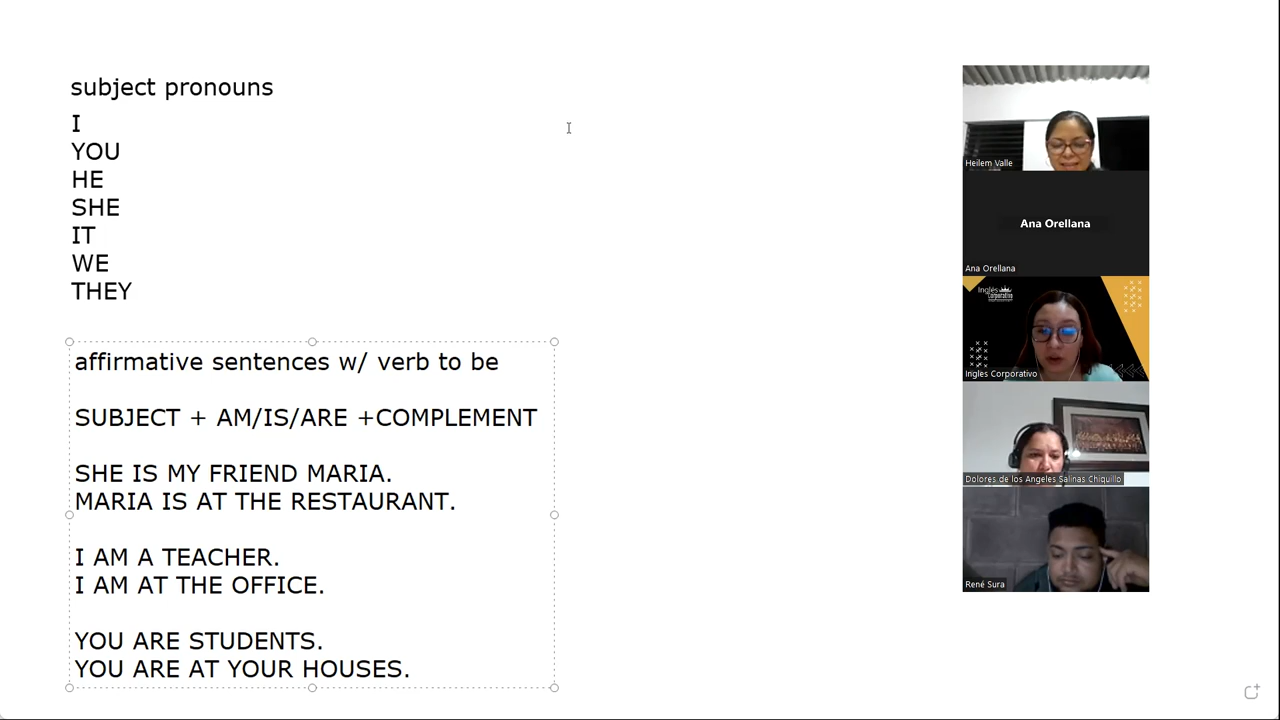 subject pronouns
I
YOU
HE
SHE
IT
WE
THEY
affirmative sentences w/ verb to be
SUBJECT + AM/IS/ARE +COMPLEMENT
SHE IS MY FRIEND MARIA.
MARIA IS AT THE RESTAURANT.
I AM A TEACHER.
I AM AT THE OFFICE.
YOU ARE STUDENTS.
YOU ARE AT YOUR HOUSES.
Heilem Valle
Ana Orellana
Ana Orellana
Inglés
Corporativo
Ingles Corporativo
Dolores de los Angeles Salinas Chiquillo
René Sura